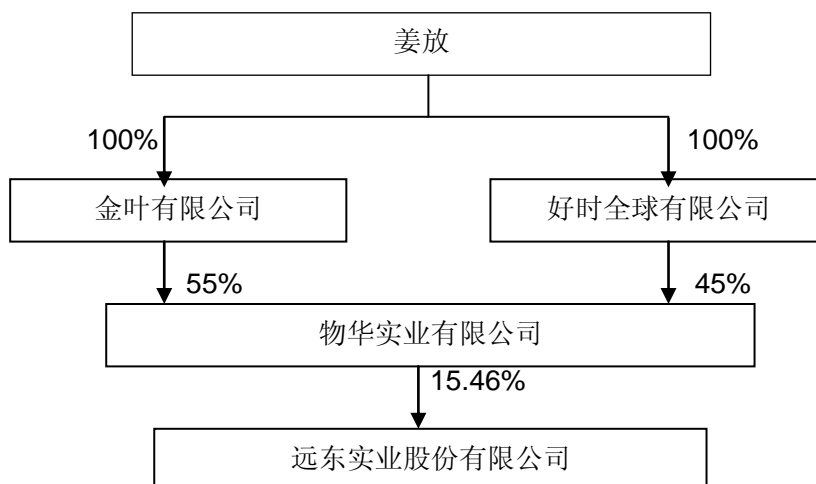 姜放
100%
100%
金叶有限公司
好时全球有限公司
55%
45%
物华实业有限公司
15.46%
远东实业股份有限公司